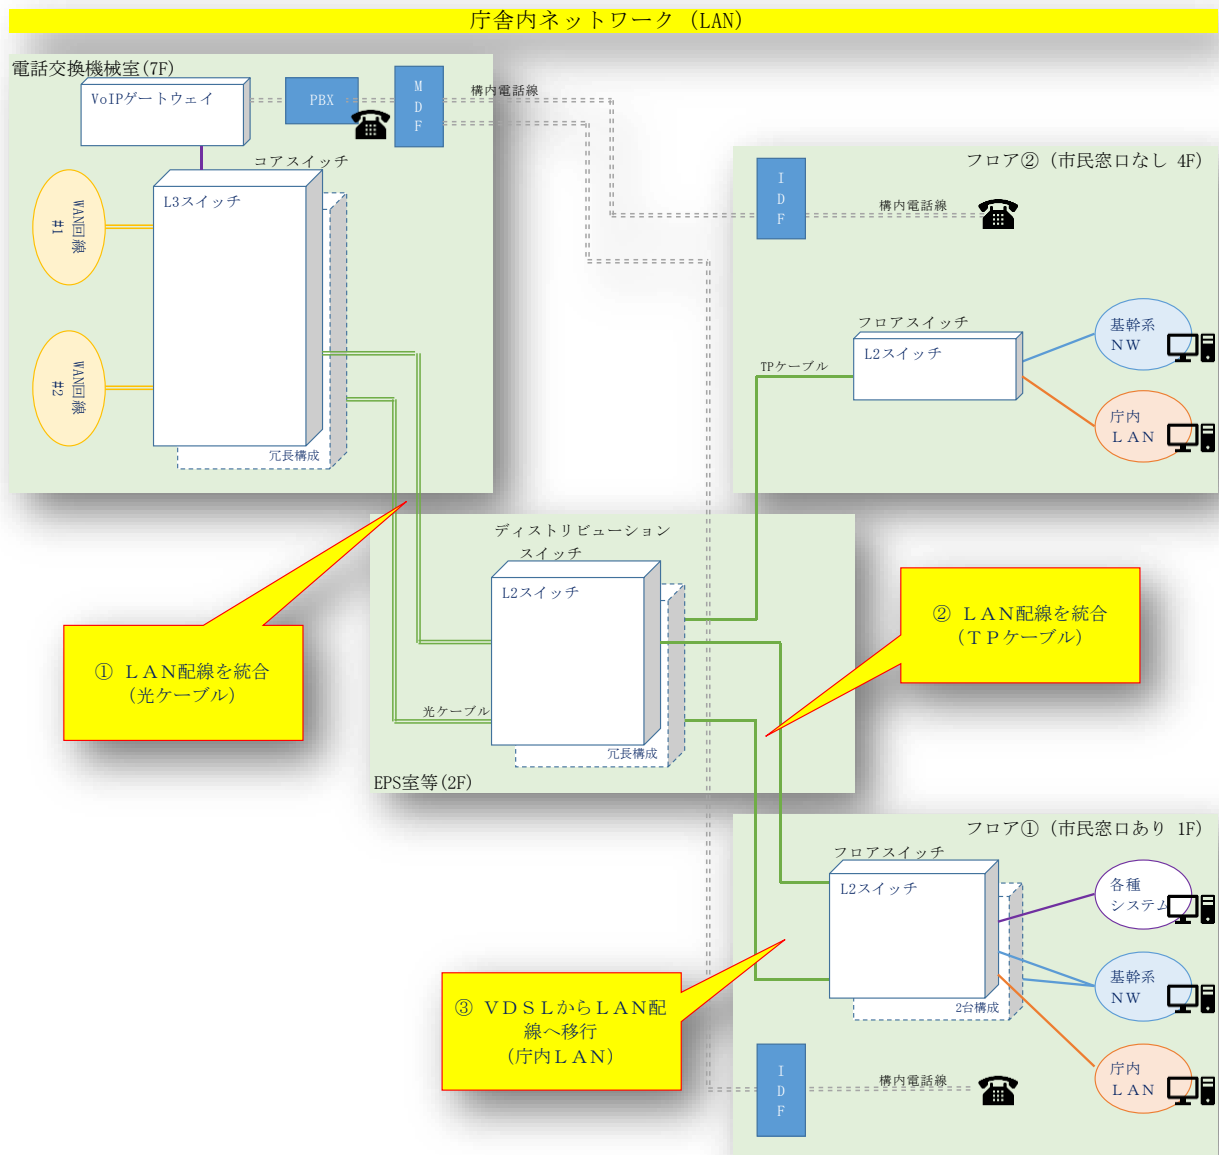 庁舎内ネットワーク (LAN)
電話交換機械室(7F)
VoIPゲートウェイ
PBX
M
D
F
構内電話線
コアスイッチ
L3スイッチ
WAN回線
#1
WAN回線
#2
冗長構成
フロア② (市民窓口なし 4F)
I
D
F
構内電話線
フロアスイッチ
L2スイッチ
TPケーブル
基幹系
NW
庁内
LAN
ディストリビューション
スイッチ
L2スイッチ
光ケーブル
冗長構成
EPS室等(2F)
① LAN配線を統合
(光ケーブル)
② LAN配線を統合
(TPケーブル)
フロア① (市民窓口あり 1F)
フロアスイッチ
L2スイッチ
2台構成
各種
システム
基幹系
NW
庁内
LAN
③ VDSLからLAN配
線へ移行
(庁内LAN)
I
D
F
構内電話線